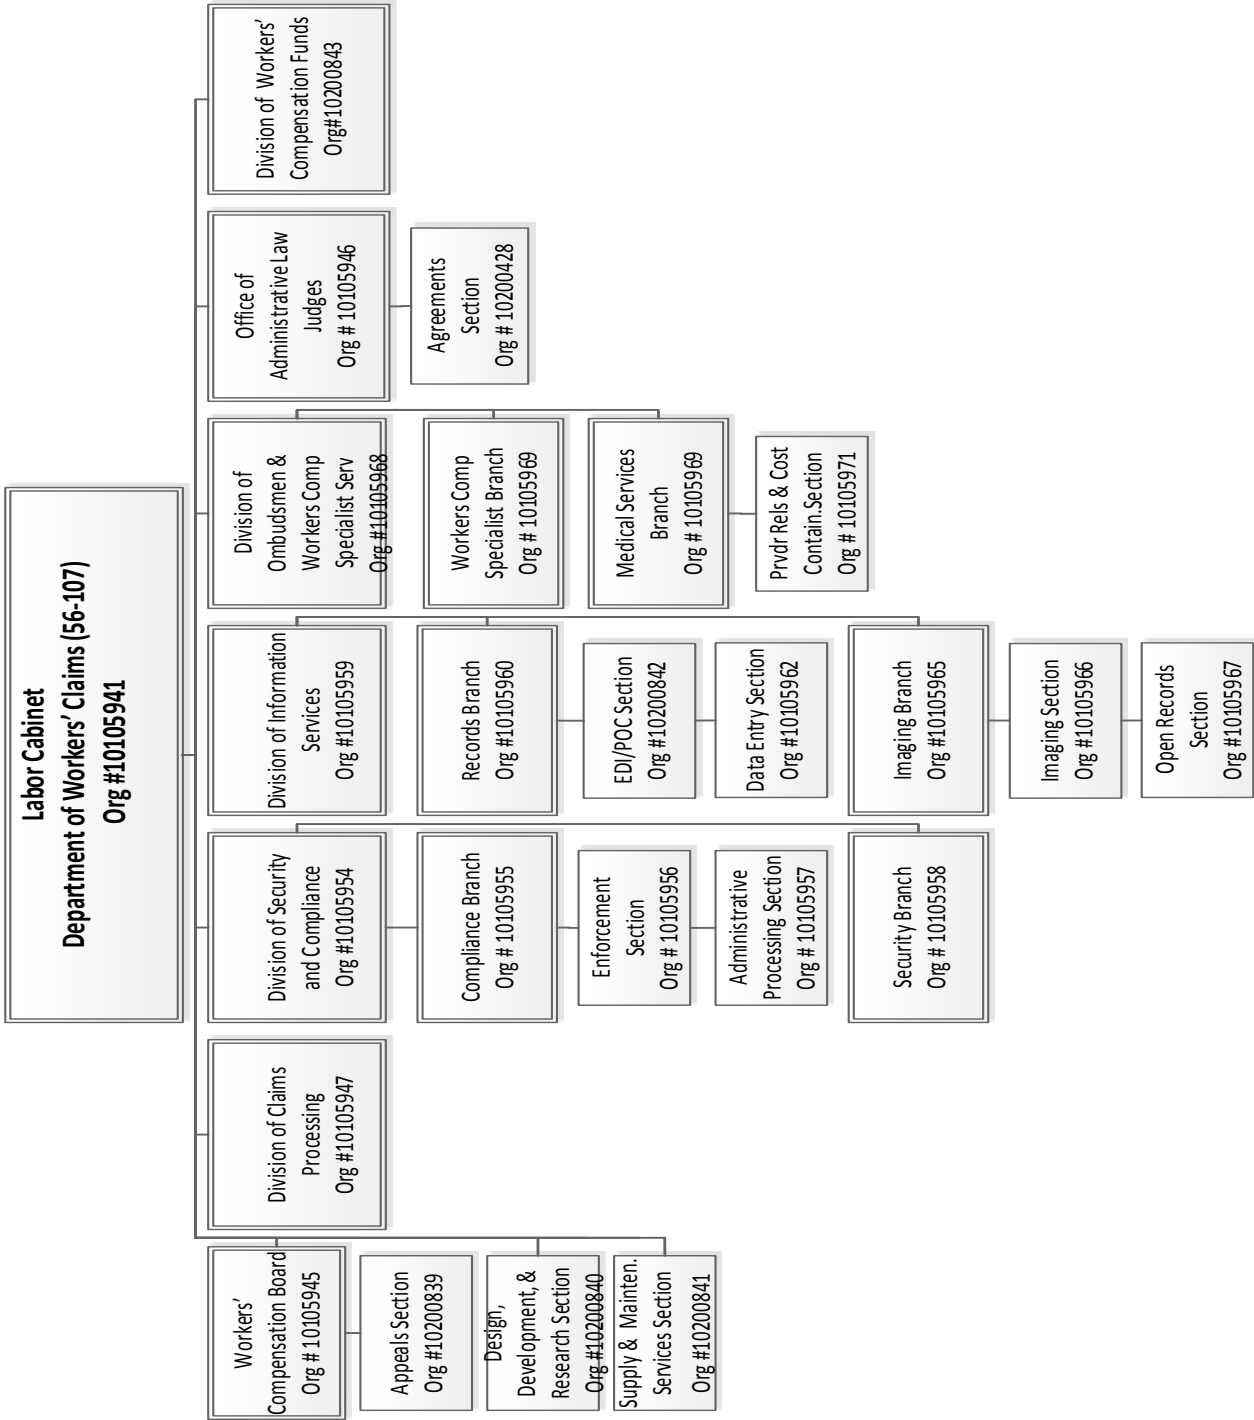 Labor Cabinet
Department of Workers' Claims (56-107)
Org #10105941
Workers'
Compensation Board
Org # 10105945
Appeals Section
Org #10200839
Design,
Development, &
Research Section
Org #10200840
Supply & Mainten.
Services Section
Org #10200841
Division of Claims
Processing
Org #10105947
Division of Security
and Compliance
Org #10105954
Compliance Branch
Org # 10105955
Enforcement
Section
Org # 10105956
Administrative
Processing Section
Org # 10105957
Security Branch
Org # 10105958
Division of Information
Services
Org #10105959
Records Branch
Org #10105960
EDI/POC Section
Org #10200842
Data Entry Section
Org #10105962
Imaging Branch
Org #10105965
Imaging Section
Org #10105966
Open Records
Section
Org #10105967
Division of
Ombudsmen &
Workers Comp
Specialist Serv
Org #10105968
Workers Comp
Specialist Branch
Org # 10105969
Medical Services
Branch
Org # 10105969
Prvdr Rels & Cost
Contain.Section
Org # 10105971
Office of
Administrative Law
Judges
Org # 10105946
Agreements
Section
Org # 10200428
Division of Workers'
Compensation Funds
Org#10200843